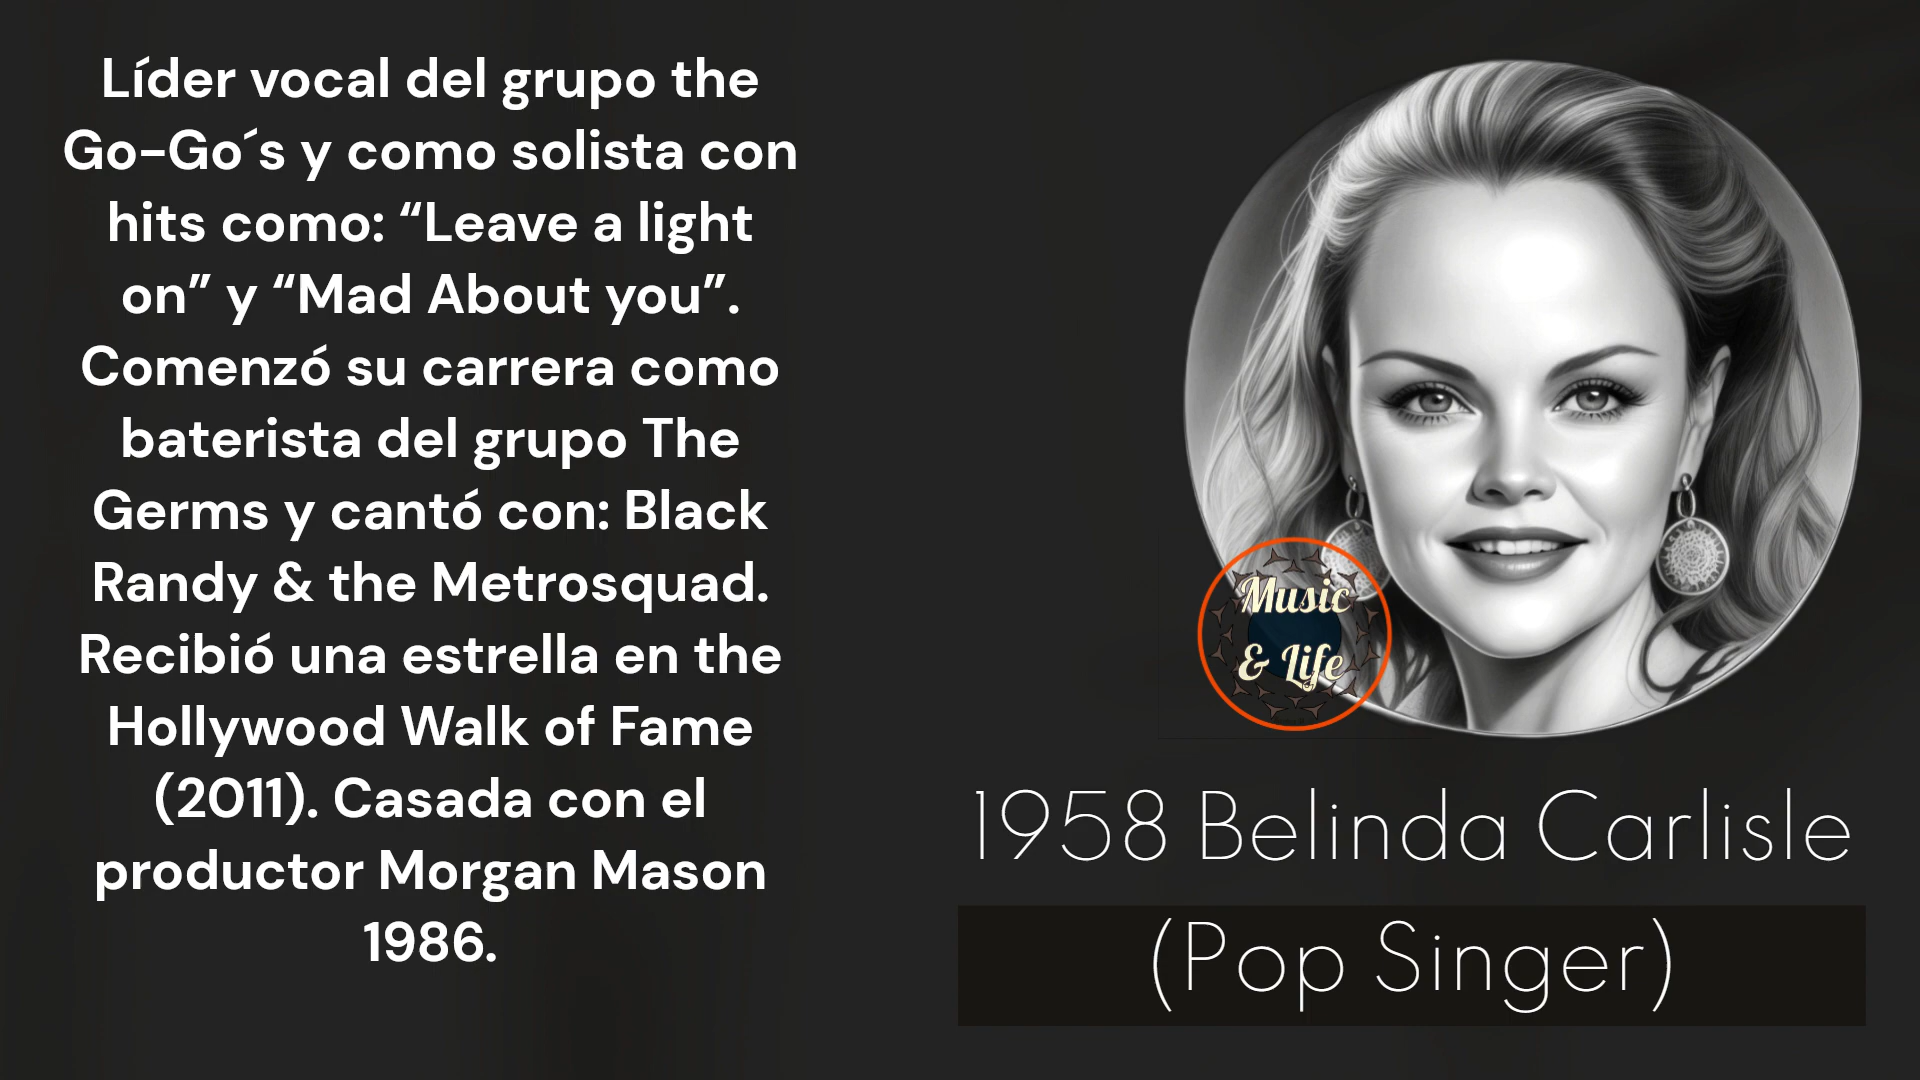 Líder vocal del grupo the
Go-Go´s y como solista con
hits como: “Leave a light
on” y “Mad About you”.
Comenzó su carrera como
baterista del grupo The
Germs y cantó con: Black
Randy & the Metrosquad.
Recibió una estrella en the
Hollywood Walk of Fame
(2011). Casada con el
productor Morgan Mason
1986.
Music
& Life
1958 Belinda Carlisle
(Pop Singer)